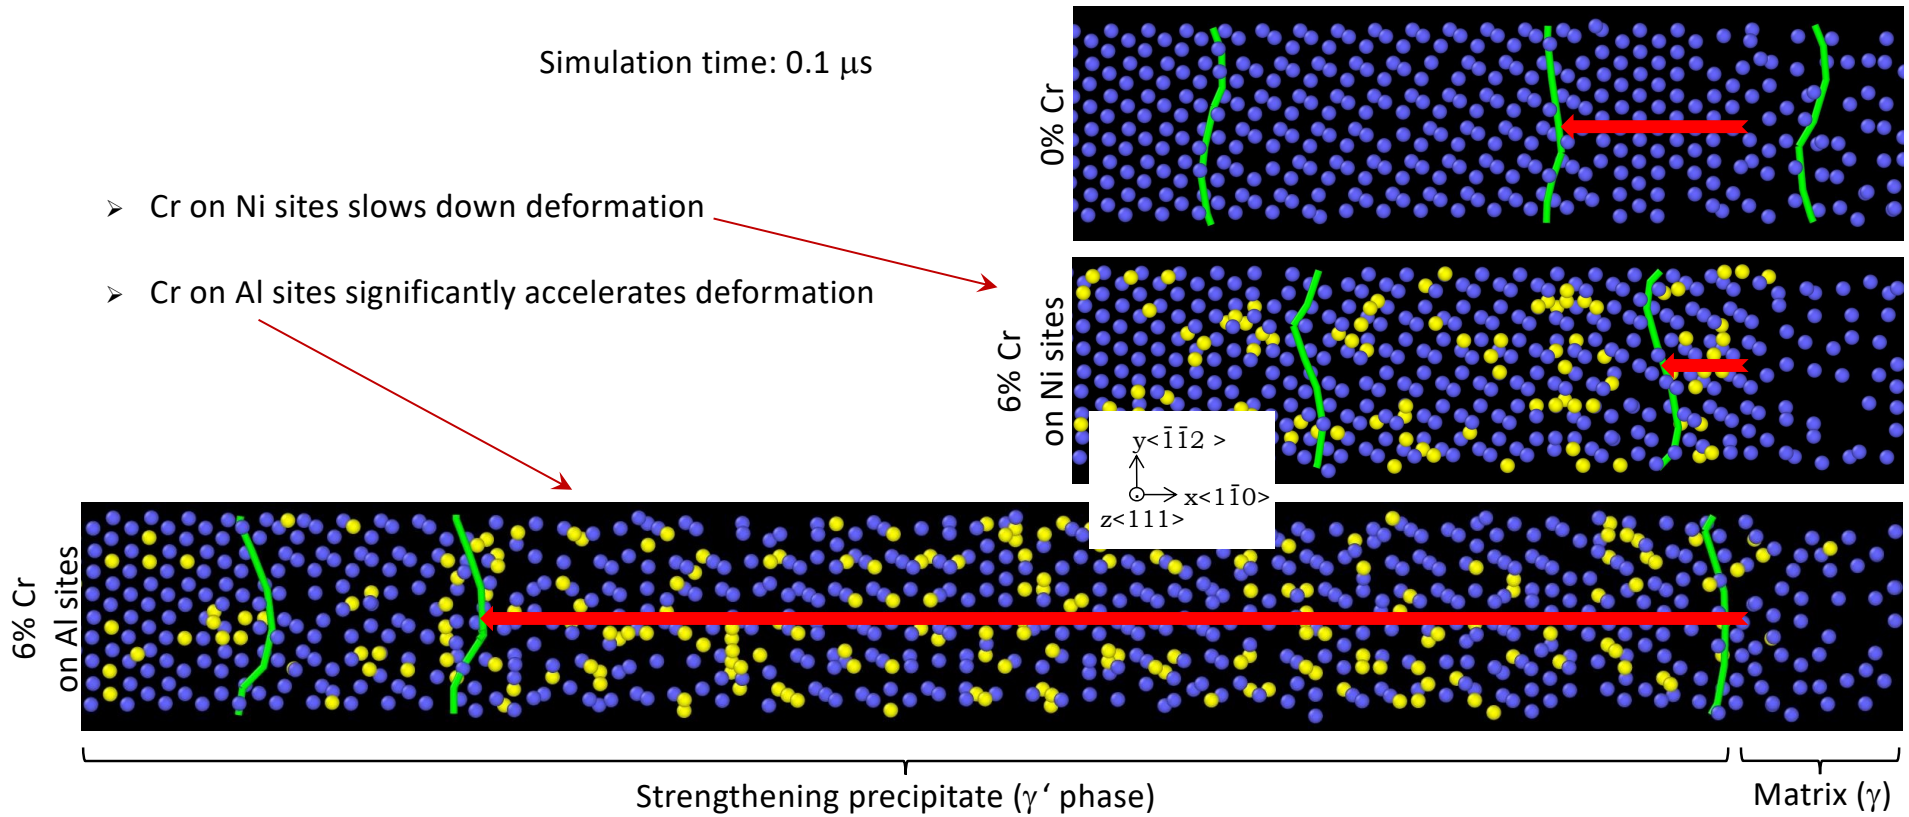 Simulation time: 0.1 μs
0% Cr
➢ Cr on Ni sites slows down deformation
➢ Cr on Al sites significantly accelerates deformation
6% Cr
on Ni sites
y<1̄1̄2 >
x<11̄0>
z<111>
6% Cr
on Al sites
Strengthening precipitate (γ ‘ phase)
Matrix (γ)